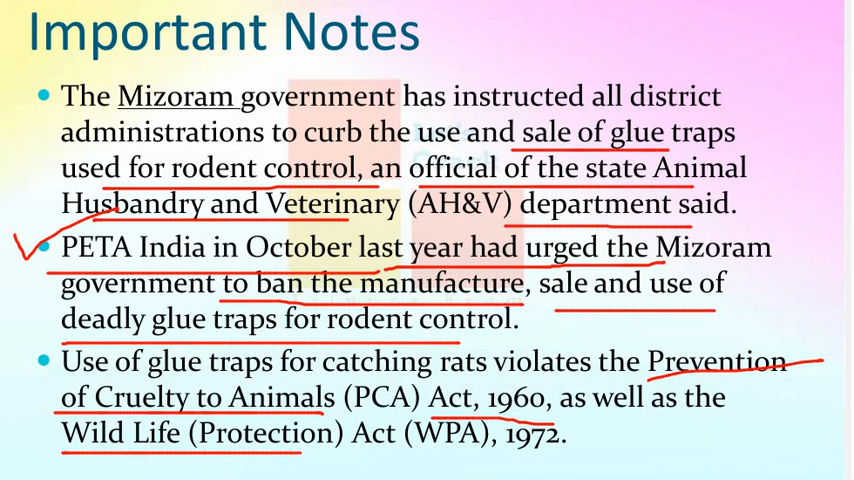 Important Notes
• The Mizoram government has instructed all district
administrations to curb the use and sale of glue traps
used for rodent control, an official of the state Animal
Husbandry and Veterinary (AH&V) department said.
• PETA India in October last year had urged the Mizoram
government to ban the manufacture, sale and use of
deadly glue traps for rodent control.
• Use of glue traps for catching rats violates the Prevention
of Cruelty to Animals (PCA) Act, 1960, as well as the
Wild Life (Protection) Act (WPA), 1972.